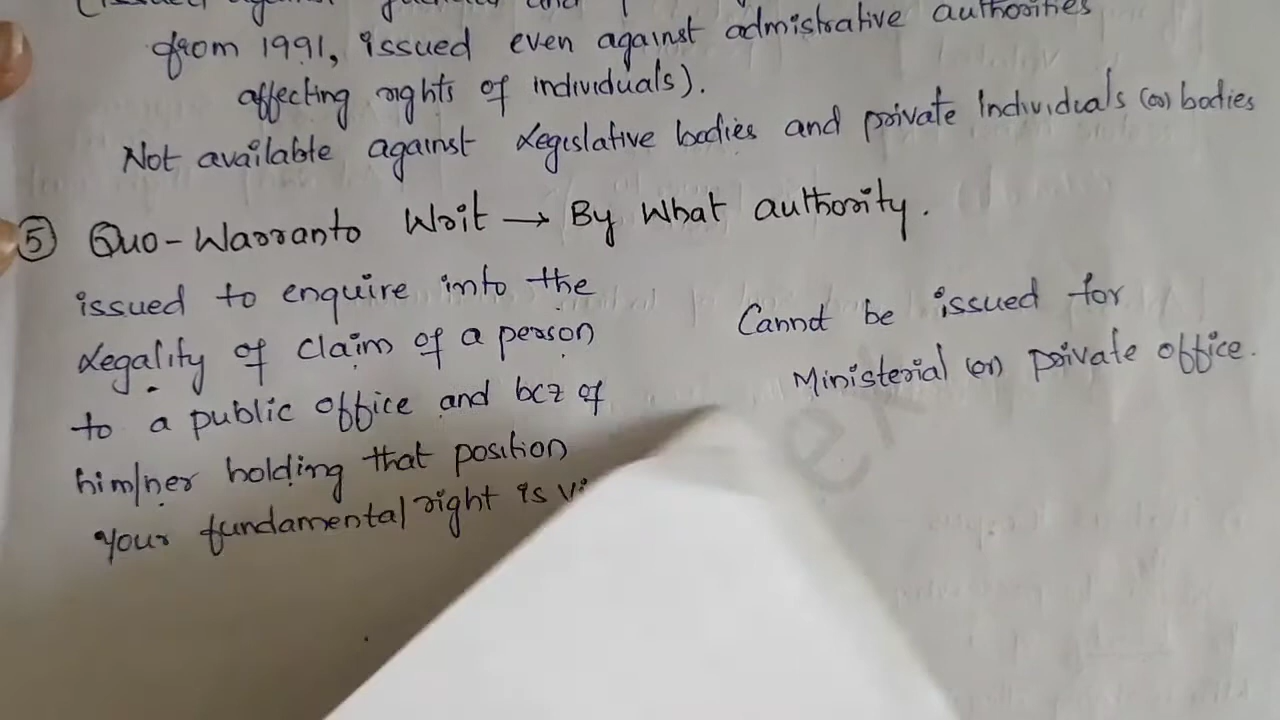 from 1991, issued even against admistrative authorities
affecting rights of individuals).
Not available against Legislative bodies and private Individuals (or) bodies
5 Quo-Warranto Writ → By What authority.
issued to enquire into the
Legality of claim of a person
to a public office and bcz of
him/her holding that position
your fundamental right is
Cannot be issued for
Ministerial (or) private office.